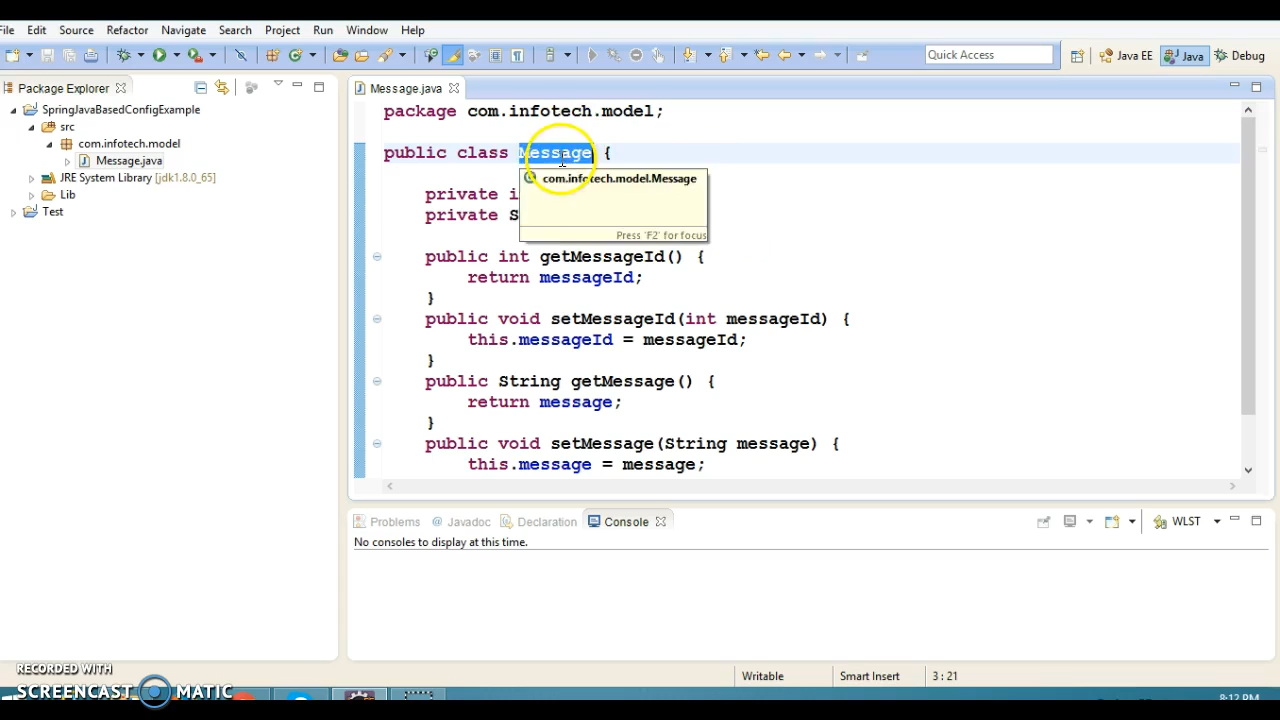 File Edit Source Refactor Navigate Search Project Run Window Help
Quick Access Java EE Java Debug
Package Explorer
SpringJavaBasedConfigExample
src
com.infotech.model
Message.java
JRE System Library [jdk1.8.0_65]
Lib
Test
Message.java
package com.infotech.model;
public class Message {
private i
private S
com.infotech.model.Message
Press 'F2' for focus
public int getMessageId() {
return messageId;
}
public void setMessageId(int messageId) {
this.messageId = messageId;
}
public String getMessage() {
return message;
}
public void setMessage(String message) {
this.message = message;
Problems @ Javadoc Declaration Console
WLST
No consoles to display at this time.
Writable Smart Insert 3 : 21
RECORDED WITH
SCREENCAST MATIC
8:12 PM